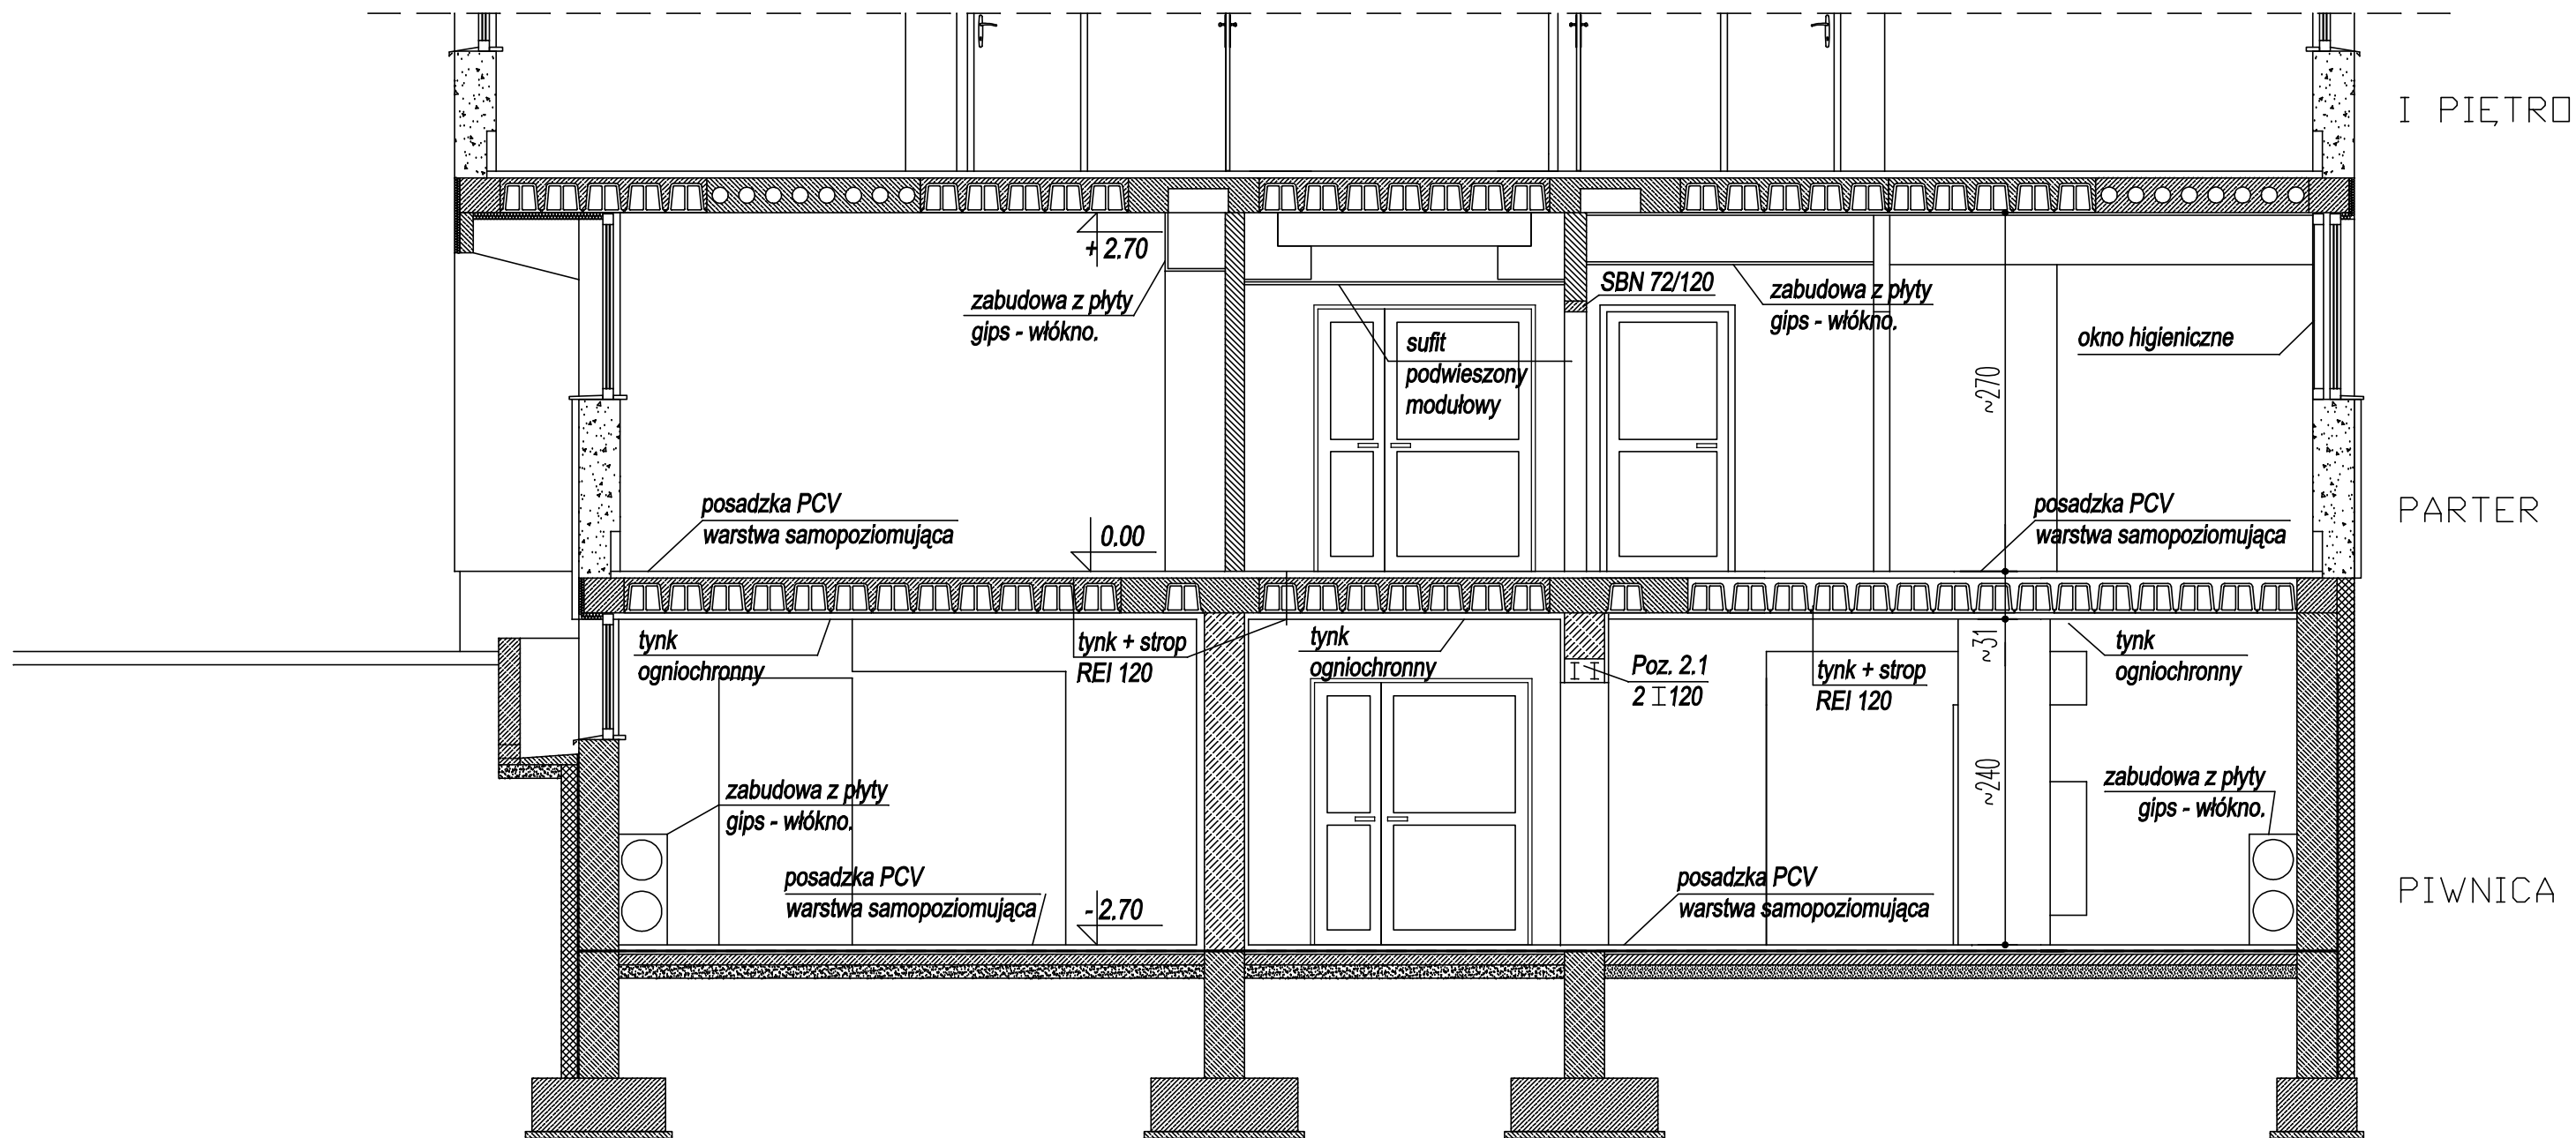 I PIĘTRO
+ 2.70
zabudowa z płyty
gips - włókno.
SBN 72/120
zabudowa z płyty
gips - włókno.
sufit
podwieszony
modułowy
okno higieniczne
~270
posadzka PCV
warstwa samopoziomująca
0.00
posadzka PCV
warstwa samopoziomująca
PARTER
tynk
ogniochronny
tynk + strop
REI 120
tynk
ogniochronny
Poz. 2.1
2 I 120
tynk + strop
REI 120
~31
tynk
ogniochronny
zabudowa z płyty
gips - włókno.
~240
zabudowa z płyty
gips - włókno.
posadzka PCV
warstwa samopoziomująca
- 2.70
posadzka PCV
warstwa samopoziomująca
PIWNICA